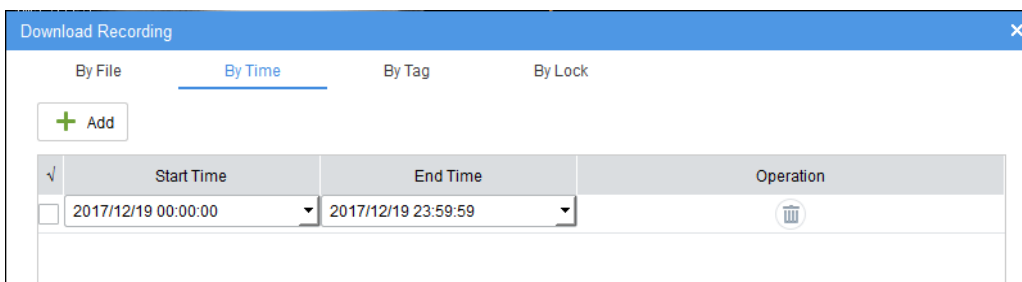 Download Recording
By File By Time By Tag By Lock
Add
√ Start Time End Time Operation
2017/12/19 00:00:00 2017/12/19 23:59:59